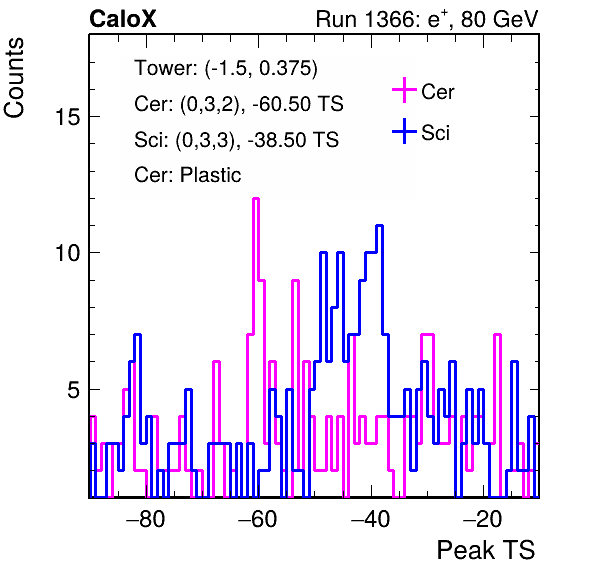 CaloX Run 1366: e⁺, 80 GeV
Counts
Tower: (-1.5, 0.375)
Cer: (0,3,2), -60.50 TS
Sci: (0,3,3), -38.50 TS
Cer: Plastic
Cer
Sci
15
10
5
−80 −60 −40 −20
Peak TS